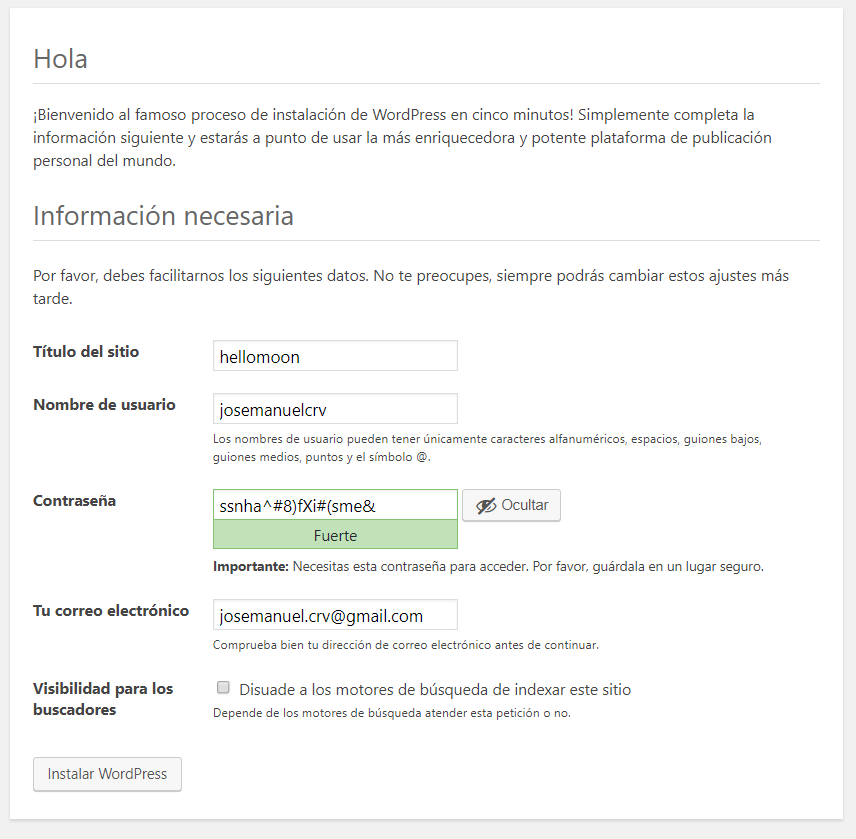 Hola
¡Bienvenido al famoso proceso de instalación de WordPress en cinco minutos! Simplemente completa la
información siguiente y estarás a punto de usar la más enriquecedora y potente plataforma de publicación
personal del mundo.
Información necesaria
Por favor, debes facilitarnos los siguientes datos. No te preocupes, siempre podrás cambiar estos ajustes más
tarde.
Título del sitio
hellomoon
Nombre de usuario
josemanuelcrv
Los nombres de usuario pueden tener únicamente caracteres alfanuméricos, espacios, guiones bajos,
guiones medios, puntos y el símbolo @.
Contraseña
ssnha^#8)fXi#(sme&
Ocultar
Fuerte
Importante: Necesitas esta contraseña para acceder. Por favor, guárdala en un lugar seguro.
Tu correo electrónico
josemanuel.crv@gmail.com
Comprueba bien tu dirección de correo electrónico antes de continuar.
Visibilidad para los
buscadores
Disuade a los motores de búsqueda de indexar este sitio
Depende de los motores de búsqueda atender esta petición o no.
Instalar WordPress